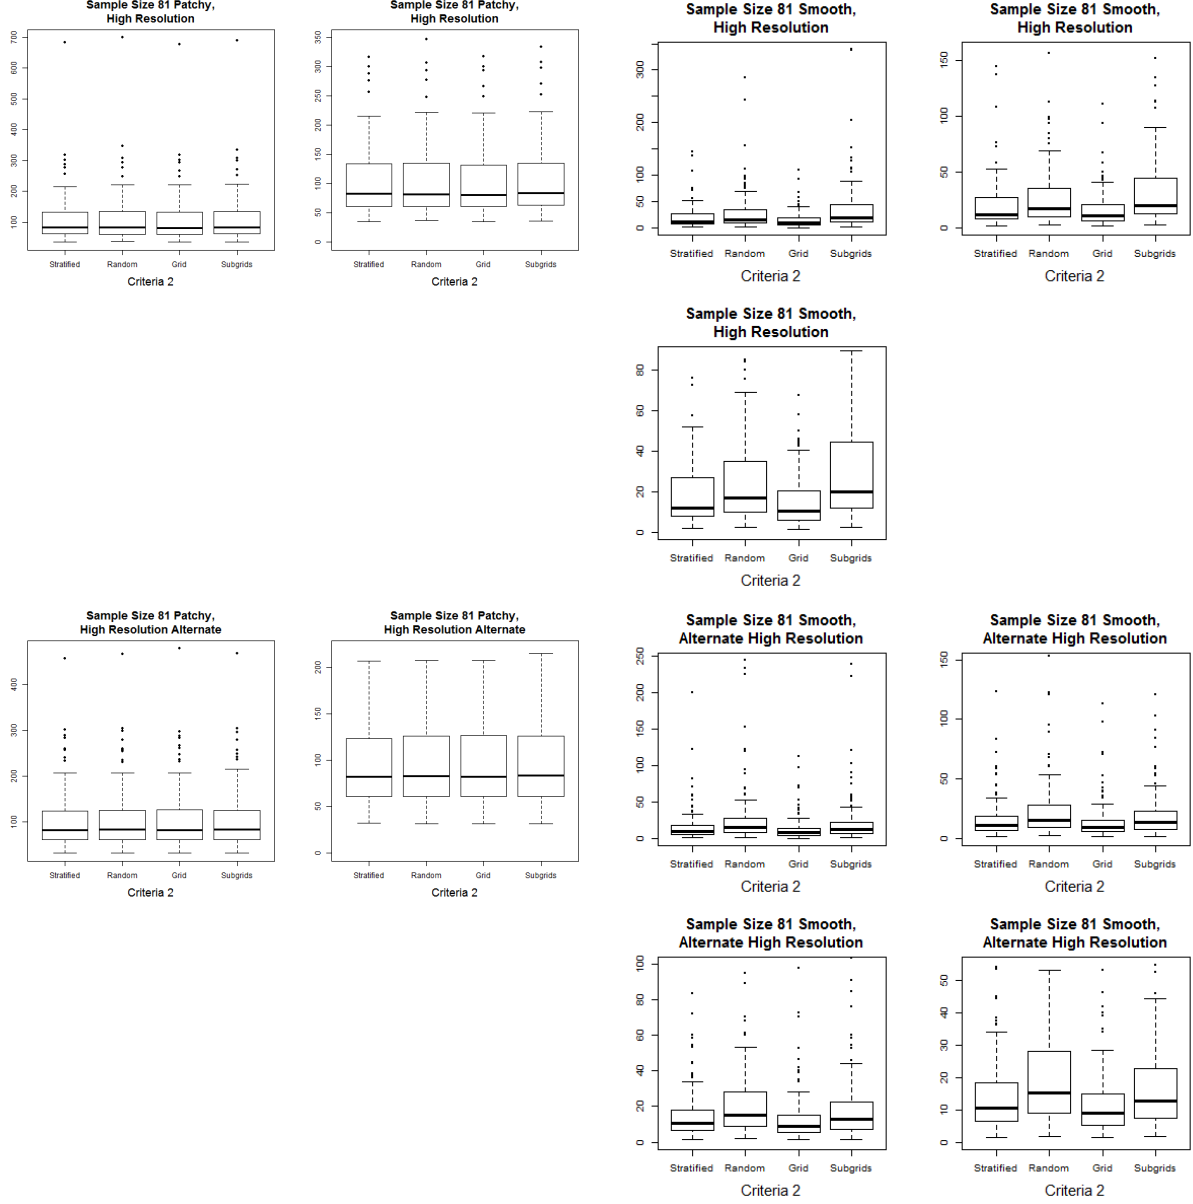 Sample Size 81 Patchy,
High Resolution
700
600
500
400
300
200
100
Stratified Random Grid Subgrids
Criteria 2
Sample Size 81 Patchy,
High Resolution
350
300
250
200
150
100
50
0
Stratified Random Grid Subgrids
Criteria 2
Sample Size 81 Smooth,
High Resolution
300
200
150
50
0
Stratified Random Grid Subgrids
Criteria 2
Sample Size 81 Smooth,
High Resolution
150
100
50
0
Stratified Random Grid Subgrids
Criteria 2
Sample Size 81 Smooth,
High Resolution
80
60
40
20
0
Stratified Random Grid Subgrids
Criteria 2
Sample Size 81 Patchy,
High Resolution Alternate
400
300
200
100
Stratified Random Grid Subgrids
Criteria 2
Sample Size 81 Patchy,
High Resolution Alternate
200
150
100
50
0
Stratified Random Grid Subgrids
Criteria 2
Sample Size 81 Smooth,
Alternate High Resolution
250
200
150
100
50
0
Stratified Random Grid Subgrids
Criteria 2
Sample Size 81 Smooth,
Alternate High Resolution
150
100
50
0
Stratified Random Grid Subgrids
Criteria 2
Sample Size 81 Smooth,
Alternate High Resolution
100
80
60
40
20
0
Stratified Random Grid Subgrids
Criteria 2
Sample Size 81 Smooth,
Alternate High Resolution
50
40
30
20
10
0
Stratified Random Grid Subgrids
Criteria 2